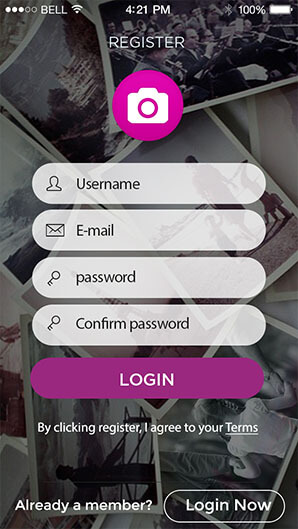 BELL 4:21 PM 100%
REGISTER
Username
E-mail
password
Confirm password
LOGIN
By clicking register, I agree to your Terms
Already a member? Login Now